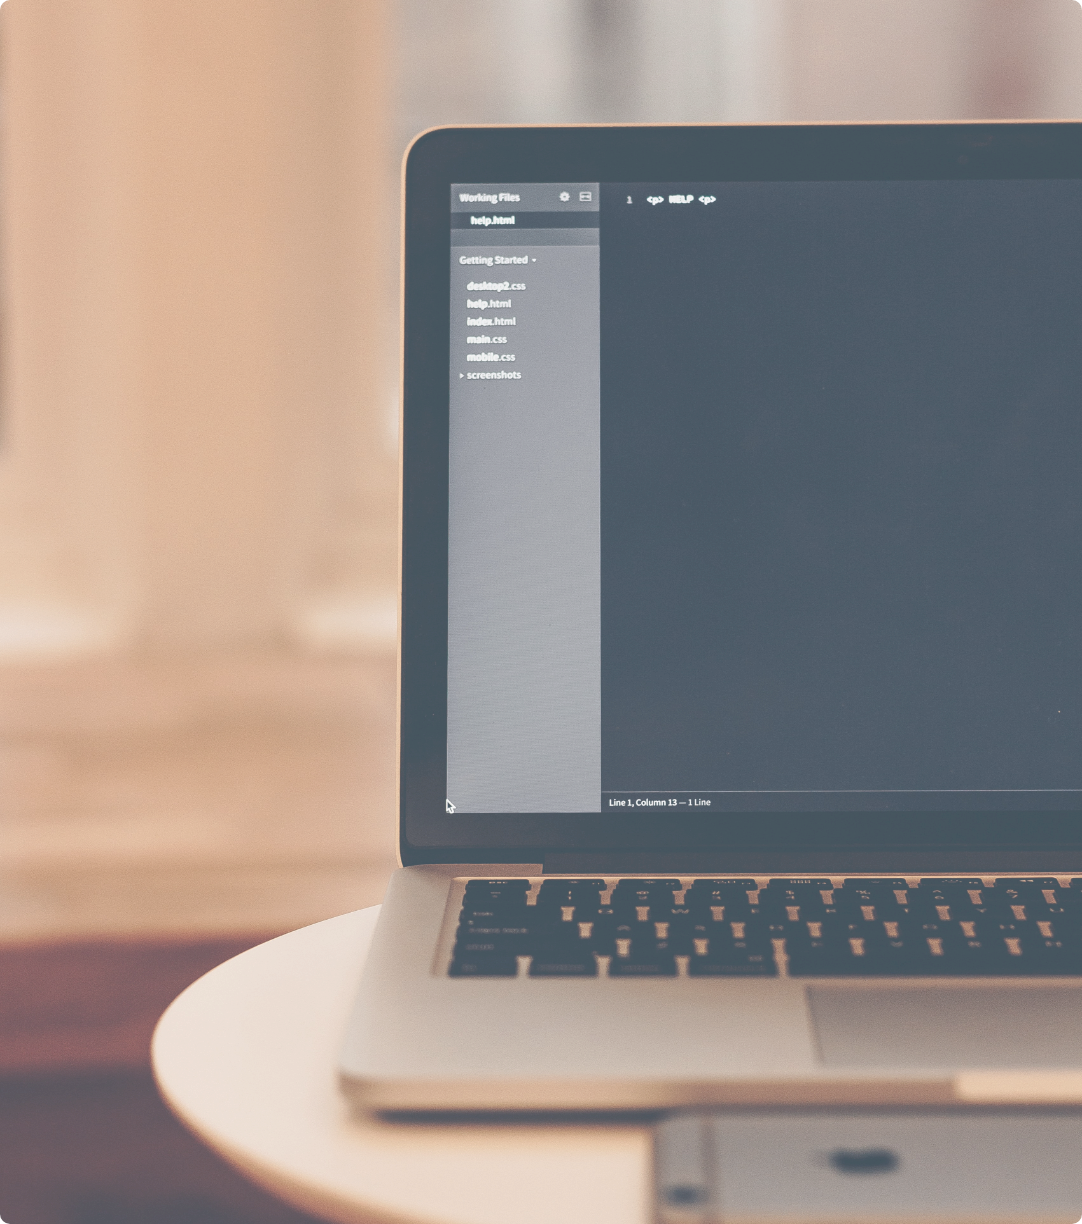 Working Files
help.html
Getting Started
desktop2.css
help.html
index.html
main.css
mobile.css
screenshots
1 <p> HELP <p>
Line 1, Column 13 — 1 Line